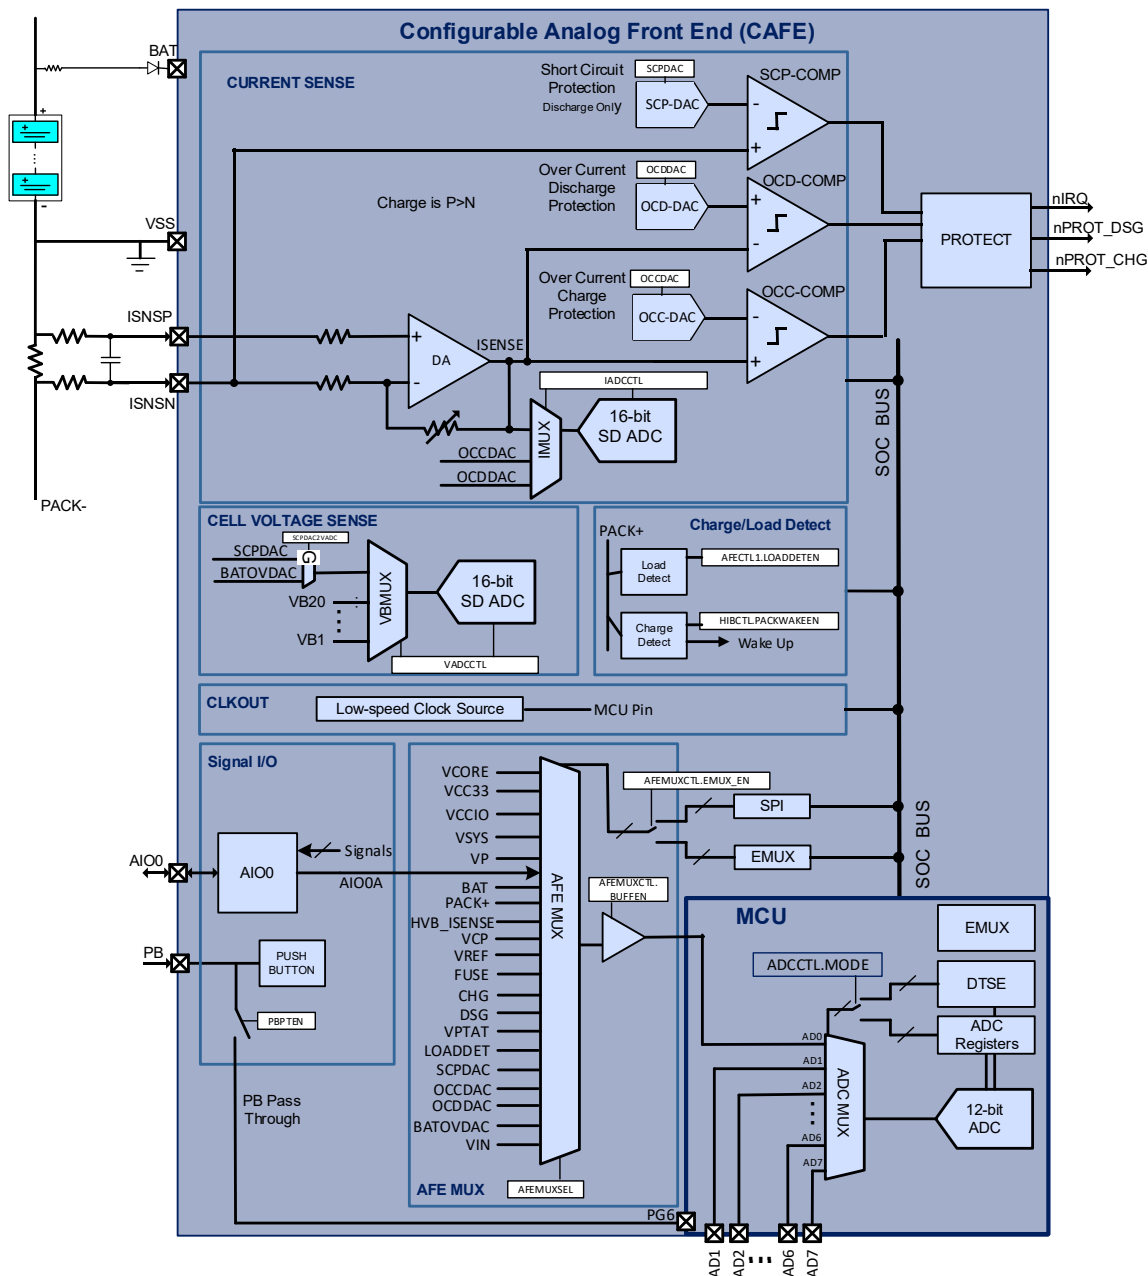 Configurable Analog Front End (CAFE)
BAT
CURRENT SENSE
Short Circuit
Protection
Discharge Only
SCPDAC
SCP-DAC
SCP-COMP
-
+
Over Current
Discharge
Protection
OCDDAC
OCD-DAC
OCD-COMP
+
-
Charge is P>N
PROTECT
nIRQ
nPROT_DSG
nPROT_CHG
+
-
VSS
Over Current
Charge
Protection
OCCDAC
OCC-DAC
OCC-COMP
-
+
ISNSP
ISNSN
+
-
DA
ISENSE
IADCCTL
IMUX
16-bit
SD ADC
OCCDAC
OCDDAC
SOC BUS
PACK-
CELL VOLTAGE SENSE
SCPDAC2VADC
SCPDAC
G
BATOVDAC
VB20
VB1
VBMUX
16-bit
SD ADC
VADCCTL
Charge/Load Detect
PACK+
Load
Detect
AFECTL1.LOADDETEN
Charge
Detect
HIBCTL.PACKWAKEEN
Wake Up
CLKOUT
Low-speed Clock Source
MCU Pin
Signal I/O
AIO0
AIO0
Signals
AIO0A
PB
PUSH
BUTTON
PBPTEN
PB Pass
Through
VCORE
VCC33
VCCIO
VSYS
VP
BAT
PACK+
HVB_ISENSE
VCP
VREF
FUSE
CHG
DSG
VPTAT
LOADDET
SCPDAC
OCCDAC
OCDDAC
BATOVDAC
VIN
AFE MUX
AFE MUX
AFEMUXSEL
AFEMUXCTL.EMUX_EN
SPI
EMUX
AFEMUXCTL.
BUFFEN
SOC BUS
MCU
EMUX
ADCCTL.MODE
DTSE
ADC
Registers
AD0
AD1
AD2
AD6
AD7
ADC MUX
12-bit
ADC
PG6
AD1
AD2
AD6
AD7